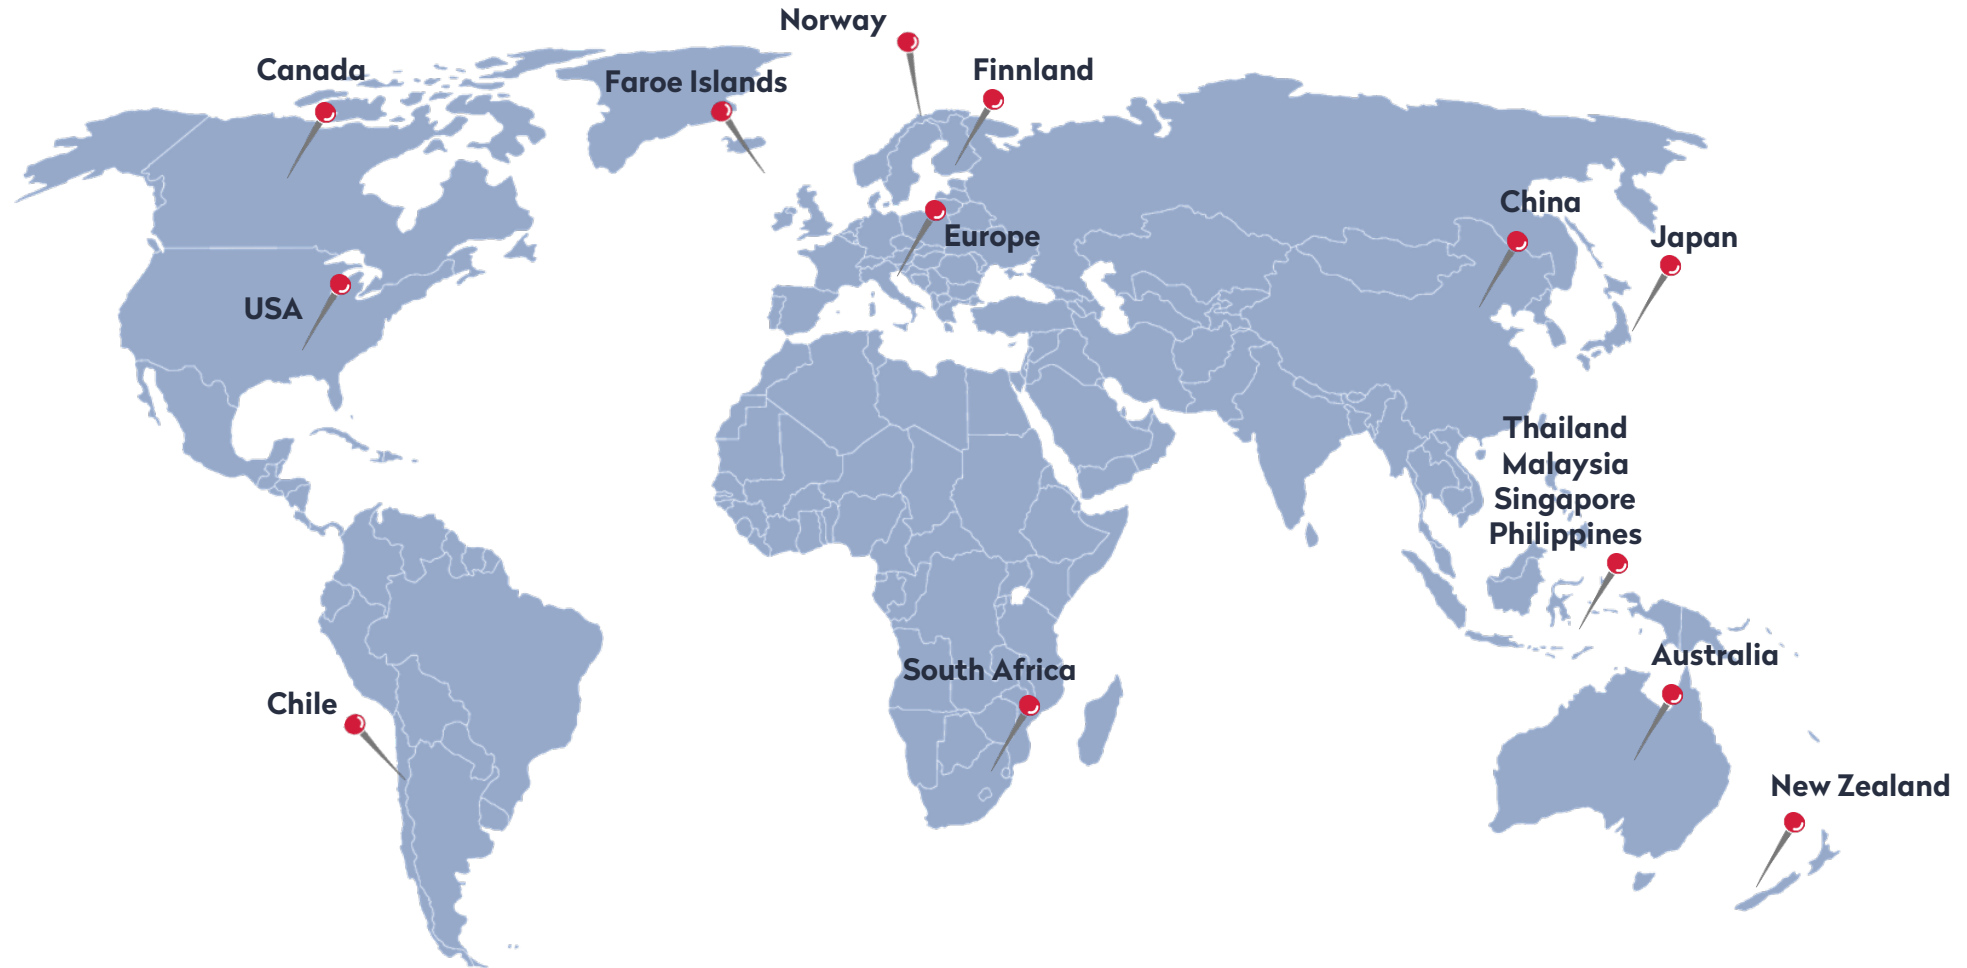 Norway
Canada
Finnland
Faroe Islands
China
Europe
Japan
USA
Thailand
Malaysia
Singapore
Philippines
Australia
South Africa
Chile
New Zealand